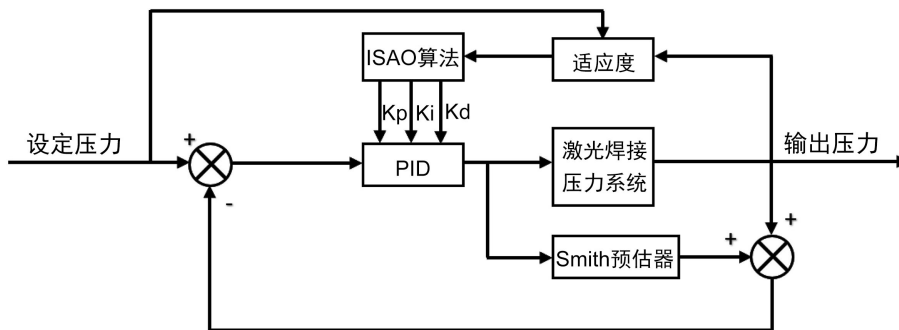 ISAO算法
适应度
Kp
Ki
Kd
设定压力
+
-
PID
激光焊接
压力系统
输出压力
Smith预估器
+
+